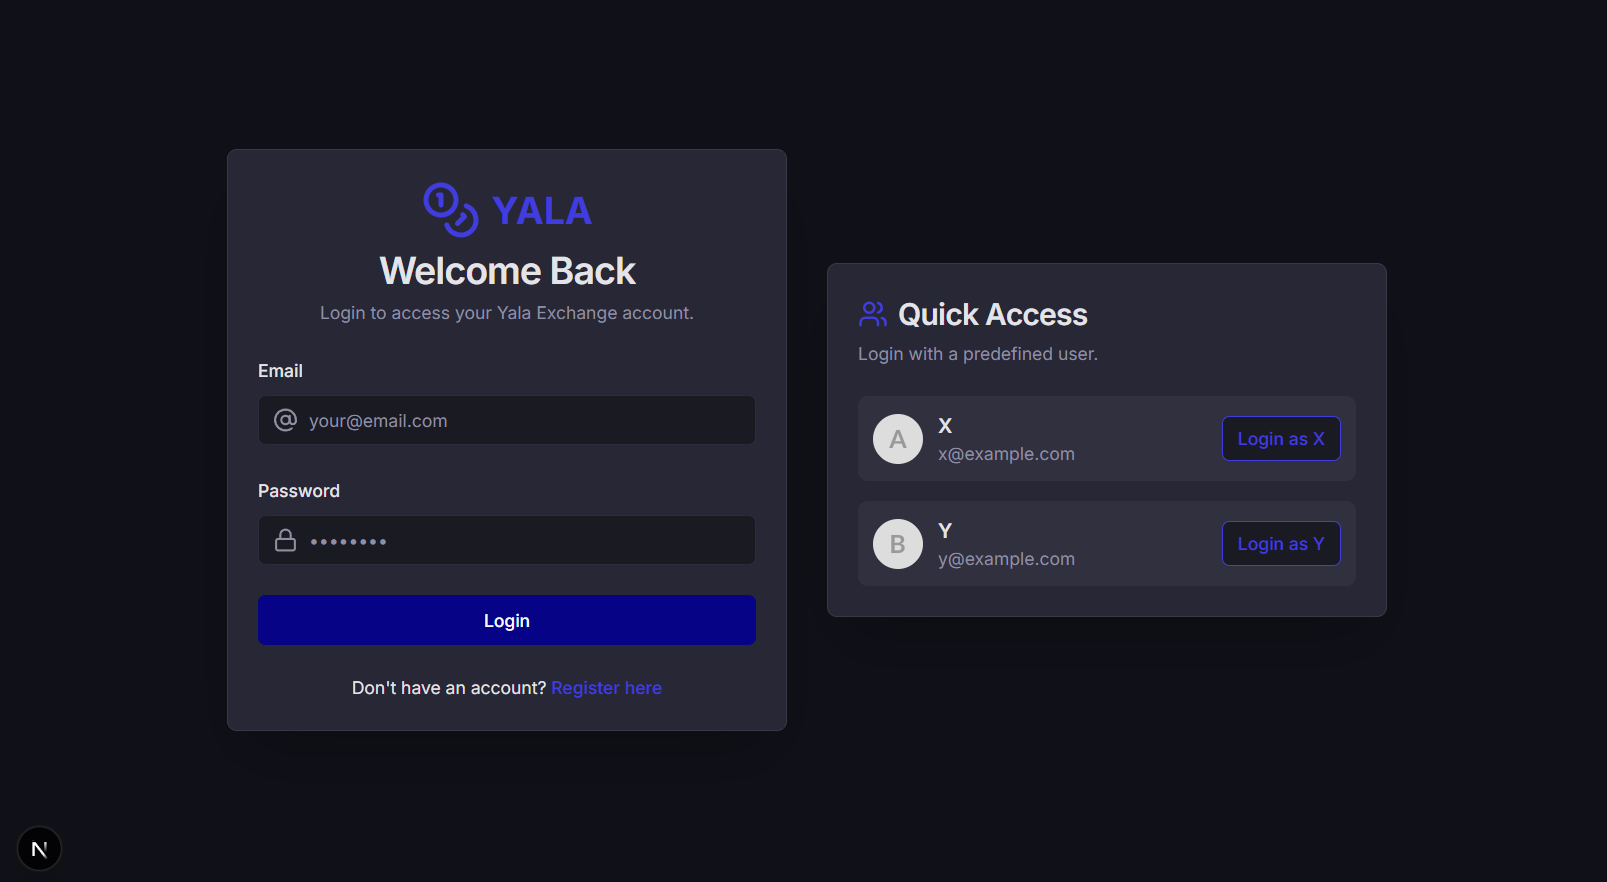 YALA
Welcome Back
Login to access your Yala Exchange account.
Email
your@email.com
Password
••••••••
Login
Don't have an account? Register here
Quick Access
Login with a predefined user.
A
X
x@example.com
Login as X
B
Y
y@example.com
Login as Y
N